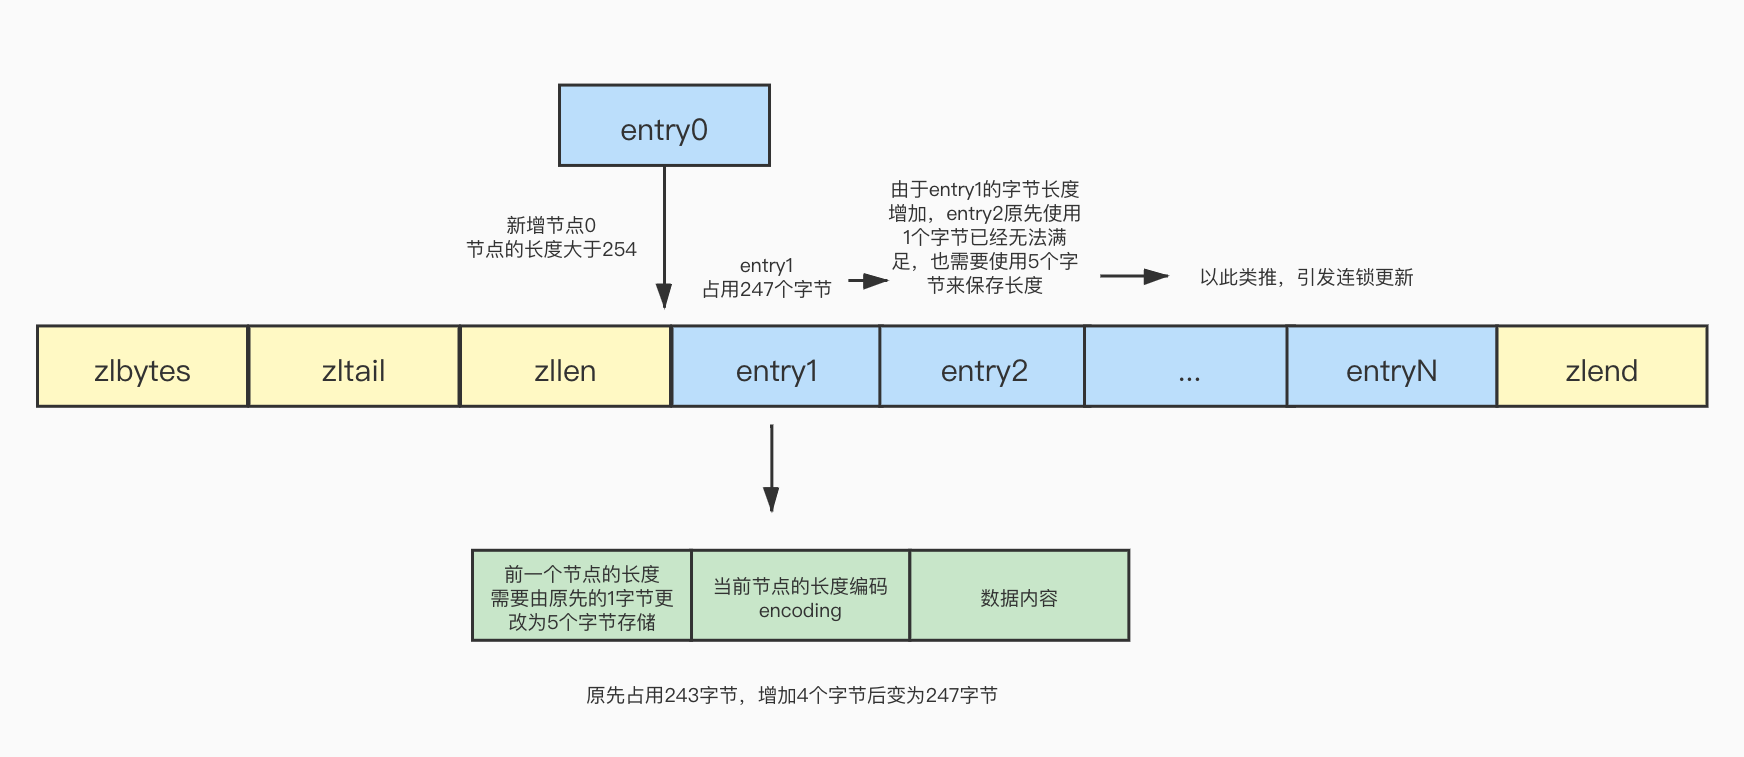 entry0
新增节点0
节点的长度大于254
entry1
占用247个字节
由于entry1的字节长度
增加，entry2原先使用
1个字节已经无法满
足，也需要使用5个字
节来保存长度
以此类推，引发连锁更新
zlbytes
zltail
zllen
entry1
entry2
...
entryN
zlend
前一个节点的长度
需要由原先的1字节更
改为5个字节存储
当前节点的长度编码
encoding
数据内容
原先占用243字节，增加4个字节后变为247字节